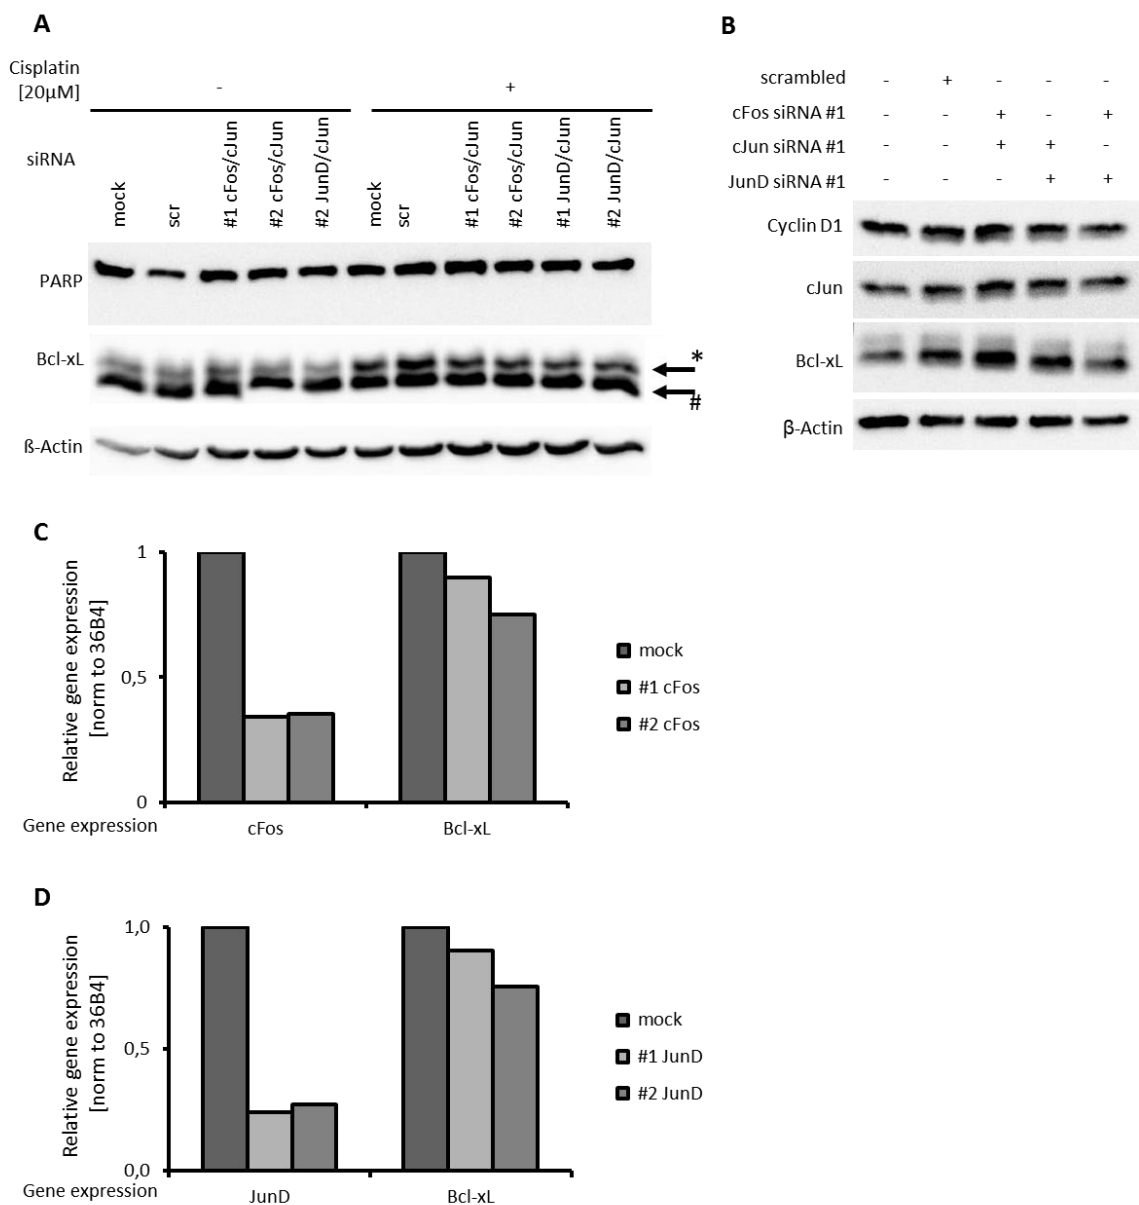 A
Cisplatin
[20µM]
-
+
siRNA
mock
scr
#1 cFos/cJun
#2 cFos/cJun
#2 JunD/cJun
mock
scr
#1 cFos/cJun
#2 cFos/cJun
#1 JunD/cJun
#2 JunD/cJun
PARP
Bcl-xL
*
#
ß-Actin
B
scrambled - + - - -
cFos siRNA #1 - - + - +
cJun siRNA #1 - - + + -
JunD siRNA #1 - - - + +
Cyclin D1
cJun
Bcl-xL
β-Actin
C
Relative gene expression
[norm to 36B4]
1
0,5
0
Gene expression
cFos
Bcl-xL
mock
#1 cFos
#2 cFos
D
Relative gene expression
[norm to 36B4]
1,0
0,5
0,0
Gene expression
JunD
Bcl-xL
mock
#1 JunD
#2 JunD